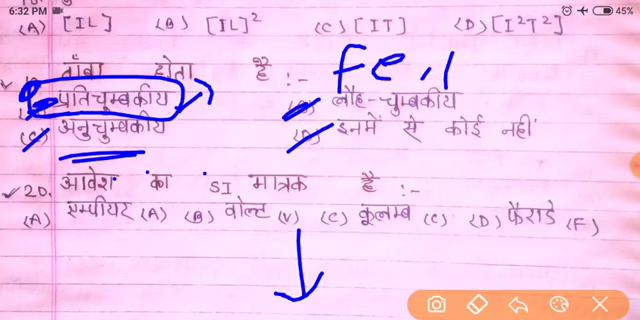 6:32 PM 45%
(A) [IL] (B) [IL]² (C) [IT] (D) [I²T²]
ताँबा होता है :- Fe,
प्रतिचुम्बकीय लौह-चुम्बकीय
(C) अनुचुम्बकीय (D) इनमें से कोई नहीं
20. आवेश का SI मात्रक है :-
(A) एम्पीयर (A) (B) वोल्ट (V) (C) कूलम्ब (C) (D) फैराडे (F)